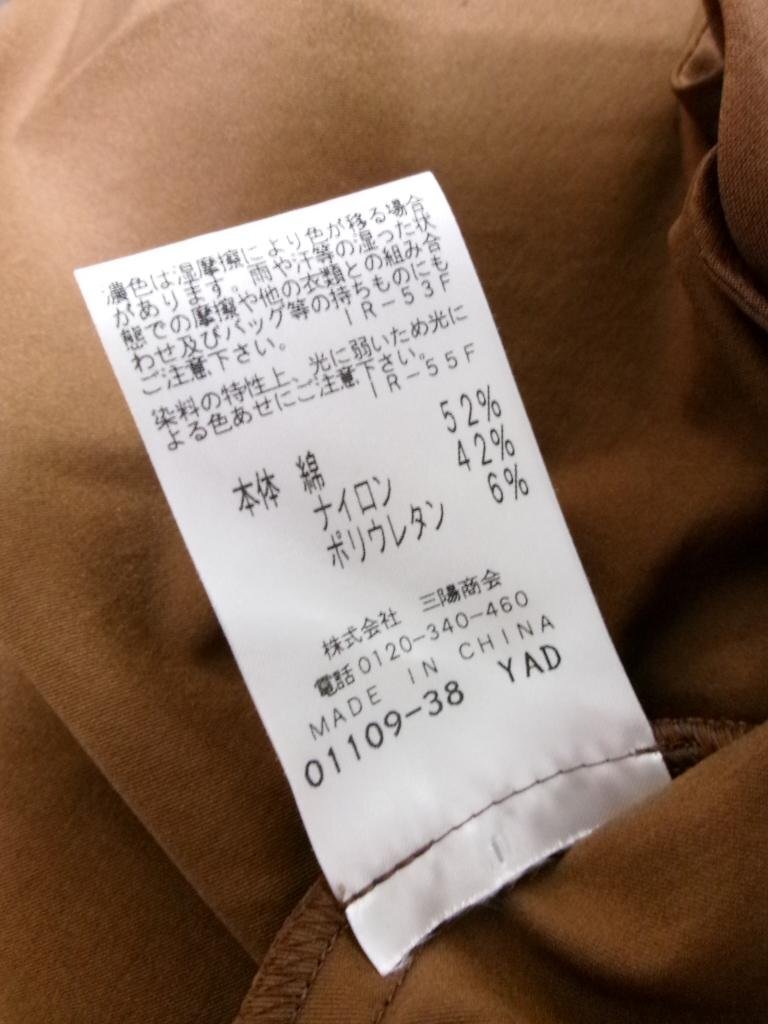 濃色は湿摩擦により色が移る場合
があります。雨や汗等の湿った状
態での摩擦や他の衣類との組み合
わせ及びバッグ等の持ちものにも
ご注意下さい。 IR-53F
染料の特性上、光に弱いため光に
よる色あせにご注意下さい。
IR-55F
本体 綿 52%
ナイロン 42%
ポリウレタン 6%
株式会社 三陽商会
電話0120-340-460
MADE IN CHINA
01109-38 YAD